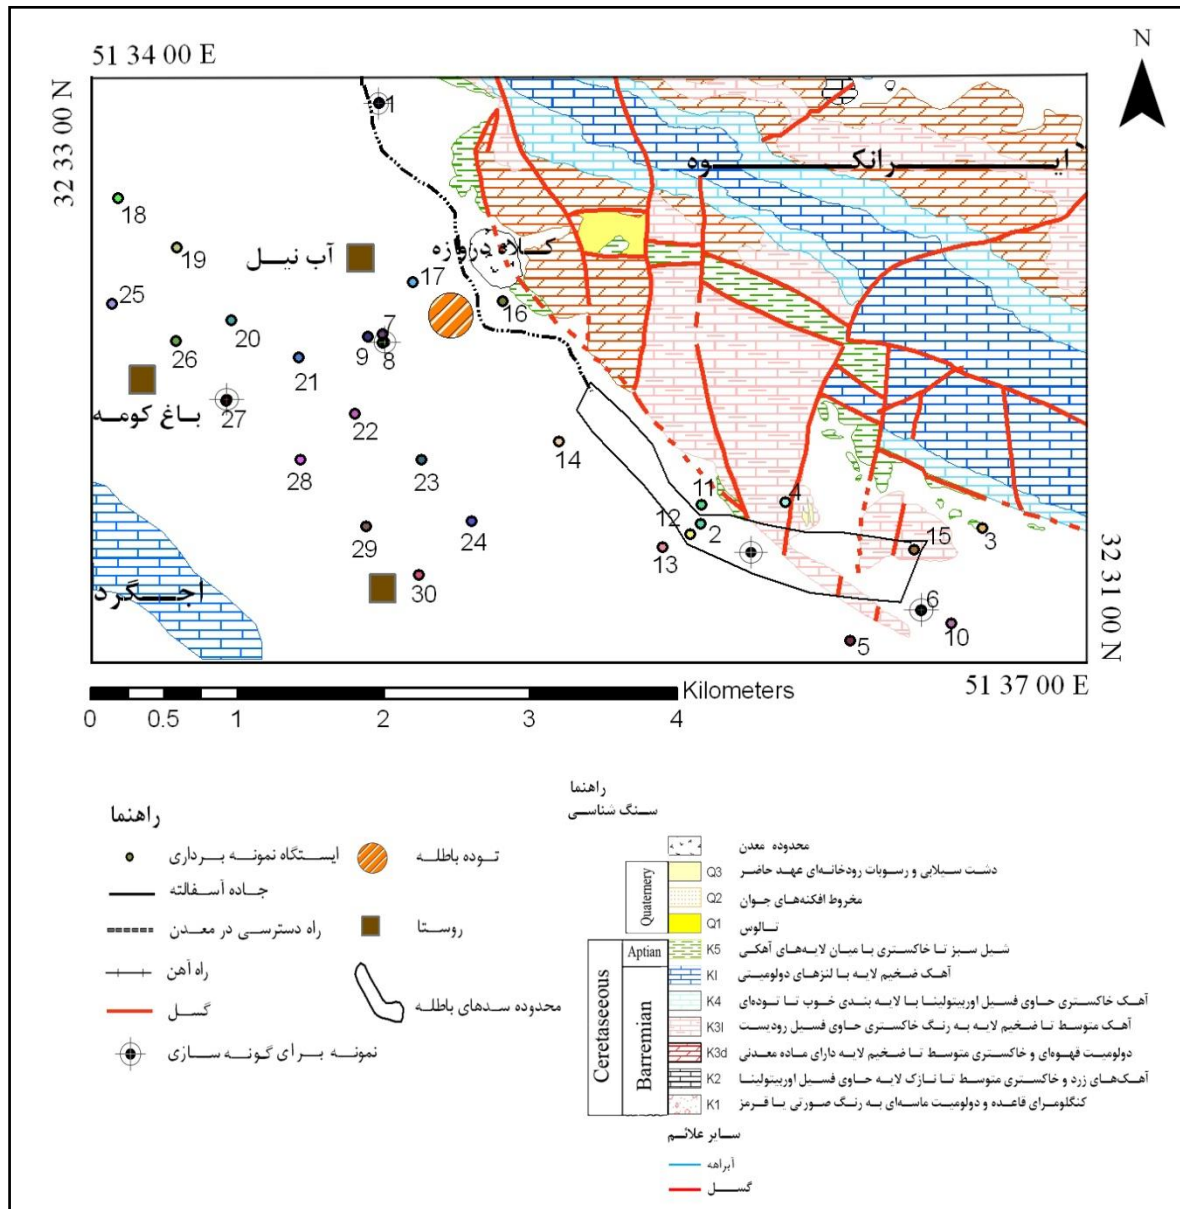 51 34 00 E
N
32 33 00 N
1
ایرانکوه
18
19
آب نیل
کلاه دروازه
17
25
16
20
7
26
9
8
21
باغ کومه
27
22
14
28
23
11
4
12
2
3
29
24
13
15
32 31 00 N
اجگرد
30
6
10
5
51 37 00 E
Kilometers
0 0.5 1 2 3 4
راهنما
ایستگاه نمونه برداری
توده باطله
جاده آسفالته
راه دسترسی در معدن
روستا
راه آهن
گسل
محدوده سدهای باطله
نمونه برای گونه سازی
راهنما
سنگ شناسی
محدوده معدن
Quaternery
Q3 دشت سیلابی و رسوبات رودخانه‌ای عهد حاضر
Q2 مخروط افکنه‌های جوان
Q1 تالوس
Ceretaseous
Aptian
K5 شیل سبز تا خاکستری با میان لایه‌های آهکی
Barremian
Kl آهک ضخیم لایه با لنزهای دولومیتی
K4 آهک خاکستری حاوی فسیل اوربیتولینا با لایه بندی خوب تا توده‌ای
K3l آهک متوسط تا ضخیم لایه به رنگ خاکستری حاوی فسیل رودیست
K3d دولومیت قهوه‌ای و خاکستری متوسط تا ضخیم لایه دارای ماده معدنی
K2 آهک‌های زرد و خاکستری متوسط تا نازک لایه حاوی فسیل اوربیتولینا
K1 کنگلومرای قاعده و دولومیت ماسه‌ای به رنگ صورتی یا قرمز
سایر علائم
آبراهه
گسل